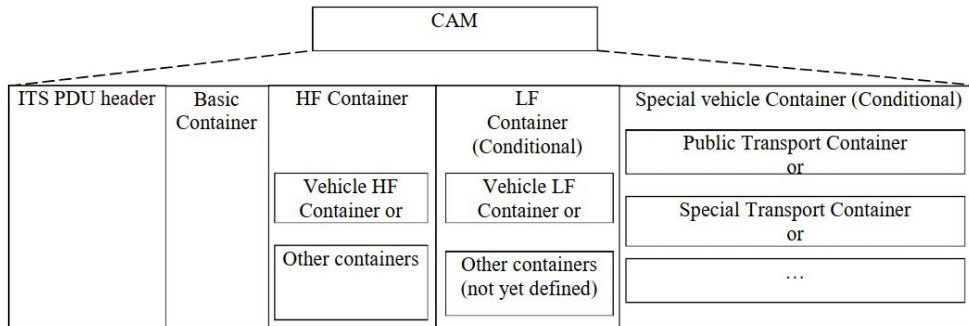 CAM
ITS PDU header
Basic
Container
HF Container
Vehicle HF
Container or
Other containers
LF
Container
(Conditional)
Vehicle LF
Container or
Other containers
(not yet defined)
Special vehicle Container (Conditional)
Public Transport Container
or
Special Transport Container
or
…